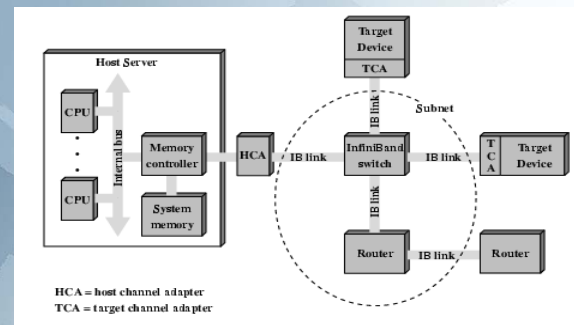 Host Server
CPU
CPU
Internal bus
Memory
controller
System
memory
HCA
IB link
Target
Device
TCA
IB link
Subnet
InfiniBand
switch
IB link
TCA
Target
Device
IB link
Router
IB link
Router
HCA = host channel adapter
TCA = target channel adapter